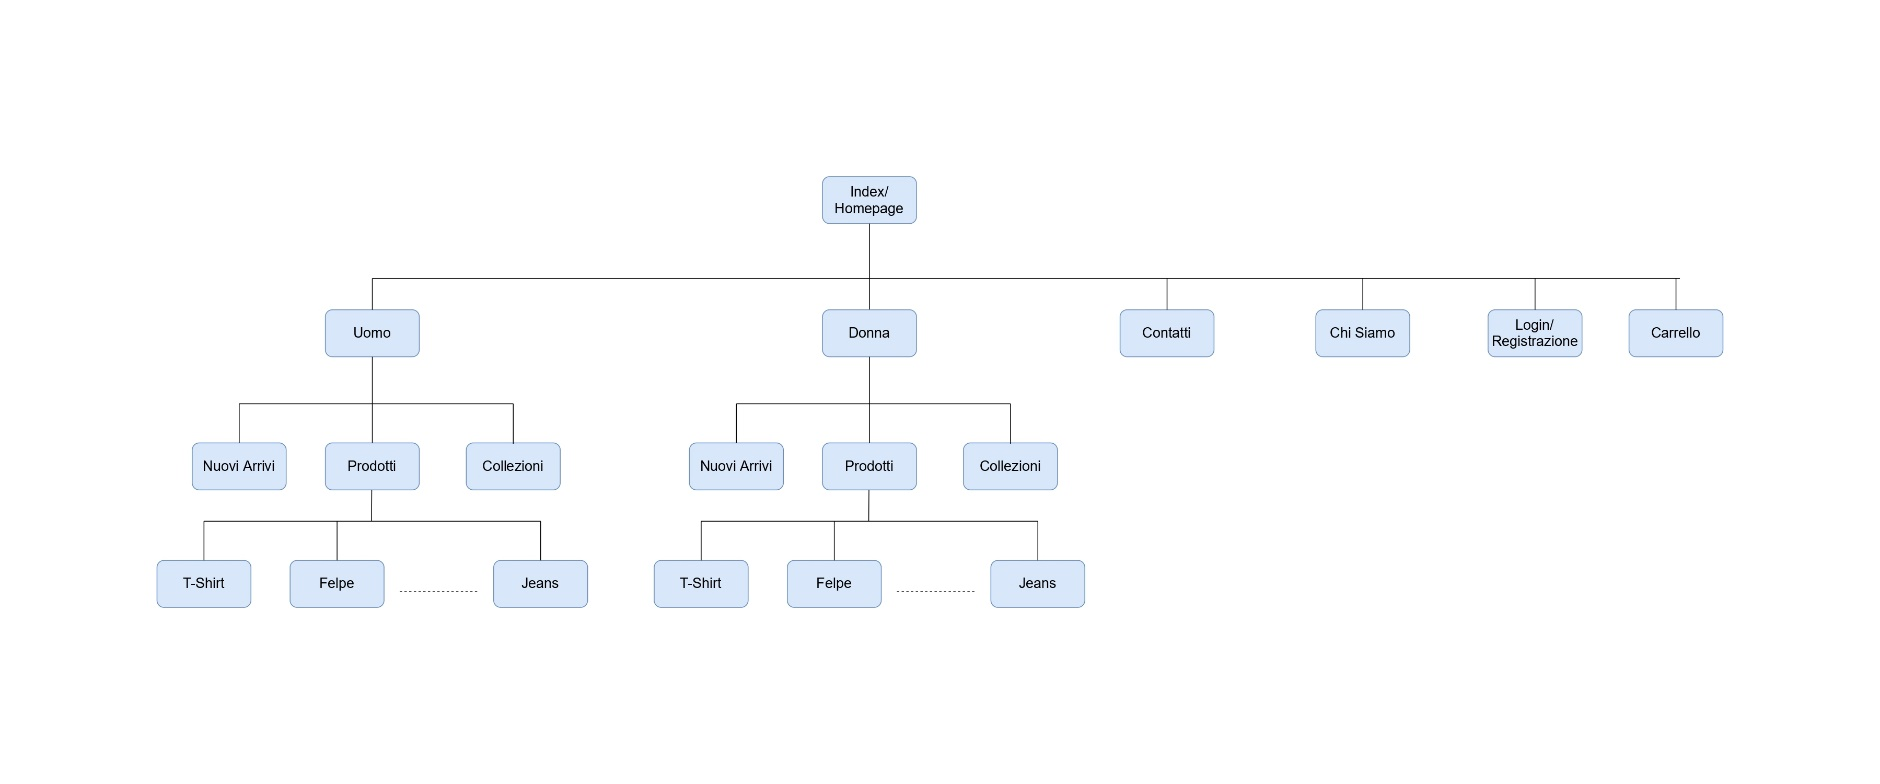 Index/
Homepage
Uomo
Donna
Contatti
Chi Siamo
Login/
Registrazione
Carrello
Nuovi Arrivi
Prodotti
Collezioni
Nuovi Arrivi
Prodotti
Collezioni
T-Shirt
Felpe
Jeans
T-Shirt
Felpe
Jeans